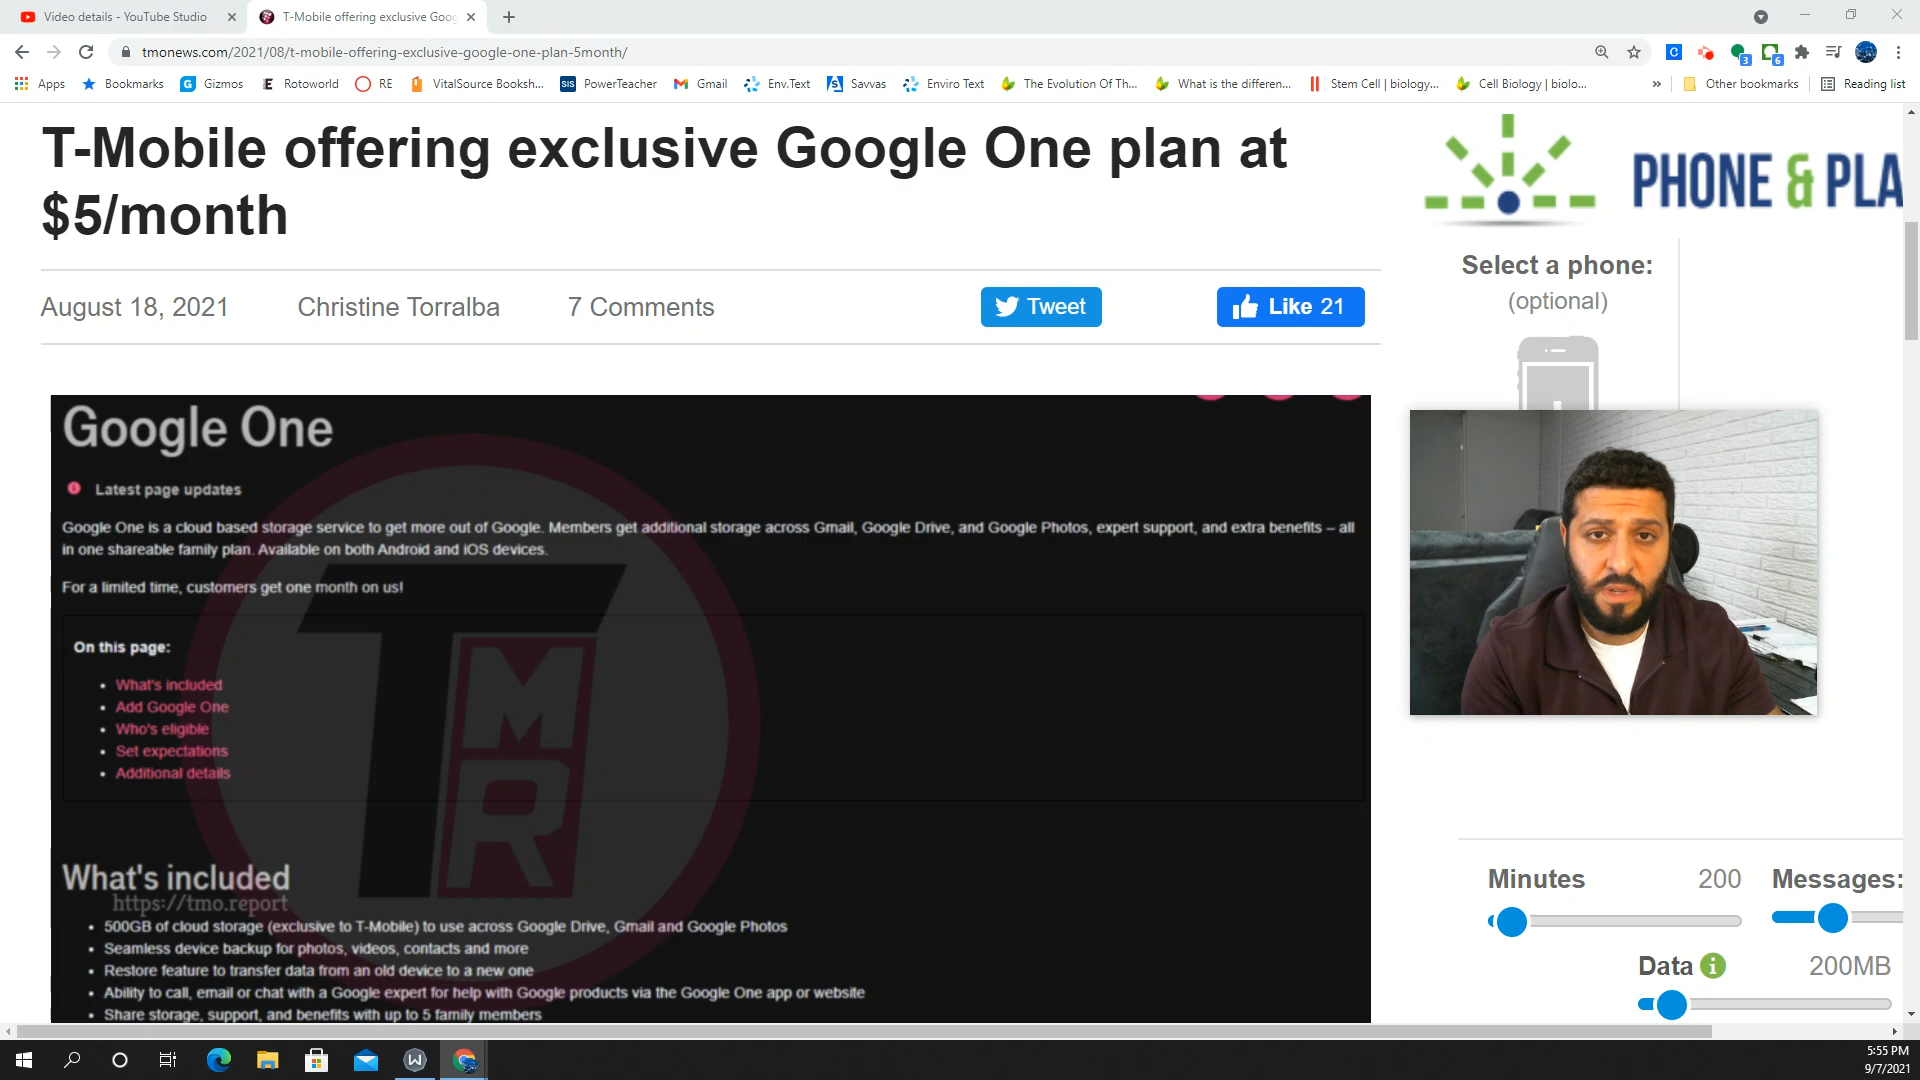 Video details - YouTube Studio
T-Mobile offering exclusive Goog
tmonews.com/2021/08/t-mobile-offering-exclusive-google-one-plan-5month/
3
6
Apps
Bookmarks
Gizmos
Rotoworld
RE
VitalSource Booksh...
PowerTeacher
Gmail
Env.Text
Savvas
Enviro Text
The Evolution Of Th...
What is the differen...
Stem Cell | biology...
Cell Biology | biolo...
»
Other bookmarks
Reading list
T-Mobile offering exclusive Google One plan at
$5/month
August 18, 2021
Christine Torralba
7 Comments
Tweet
Like 21
PHONE & PLA
Select a phone:
(optional)
Google One
Latest page updates
Google One is a cloud based storage service to get more out of Google. Members get additional storage across Gmail, Google Drive, and Google Photos, expert support, and extra benefits – all
in one shareable family plan. Available on both Android and iOS devices.
For a limited time, customers get one month on us!
On this page:
• What's included
• Add Google One
• Who's eligible
• Set expectations
• Additional details
TMR
What's included
https://tmo.report
• 500GB of cloud storage (exclusive to T-Mobile) to use across Google Drive, Gmail and Google Photos
• Seamless device backup for photos, videos, contacts and more
• Restore feature to transfer data from an old device to a new one
• Ability to call, email or chat with a Google expert for help with Google products via the Google One app or website
• Share storage, support, and benefits with up to 5 family members
Minutes 200
Messages:
Data 200MB
5:55 PM
9/7/2021